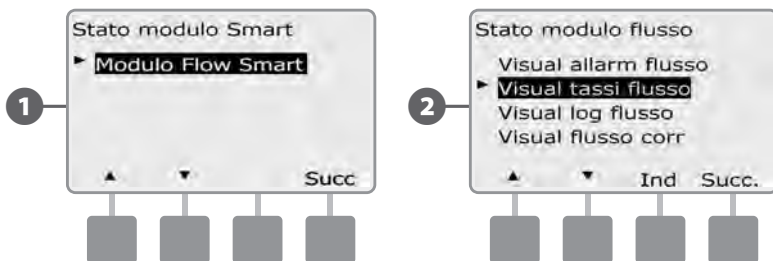 1
Stato modulo Smart
Modulo Flow Smart
Succ
2
Stato modulo flusso
Visual allarm flusso
Visual tassi flusso
Visual log flusso
Visual flusso corr
Ind Succ.